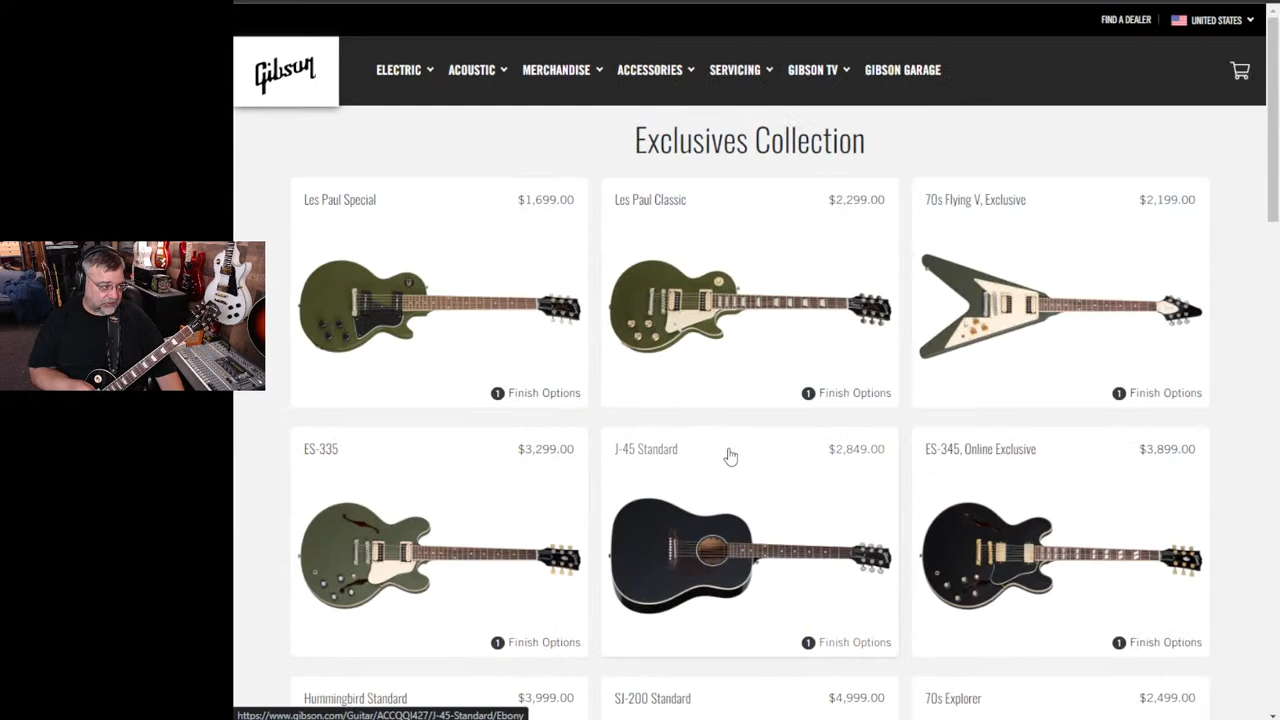 FIND A DEALER
UNITED STATES
Gibson
ELECTRIC
ACOUSTIC
MERCHANDISE
ACCESSORIES
SERVICING
GIBSON TV
GIBSON GARAGE
Exclusives Collection
Les Paul Special $1,699.00
1 Finish Options
Les Paul Classic $2,299.00
1 Finish Options
70s Flying V, Exclusive $2,199.00
1 Finish Options
ES-335 $3,299.00
1 Finish Options
J-45 Standard $2,849.00
1 Finish Options
ES-345, Online Exclusive $3,899.00
1 Finish Options
Hummingbird Standard $3,999.00
SJ-200 Standard $4,999.00
70s Explorer $2,499.00
https://www.gibson.com/Guitar/ACCQQI427/J-45-Standard/Ebony